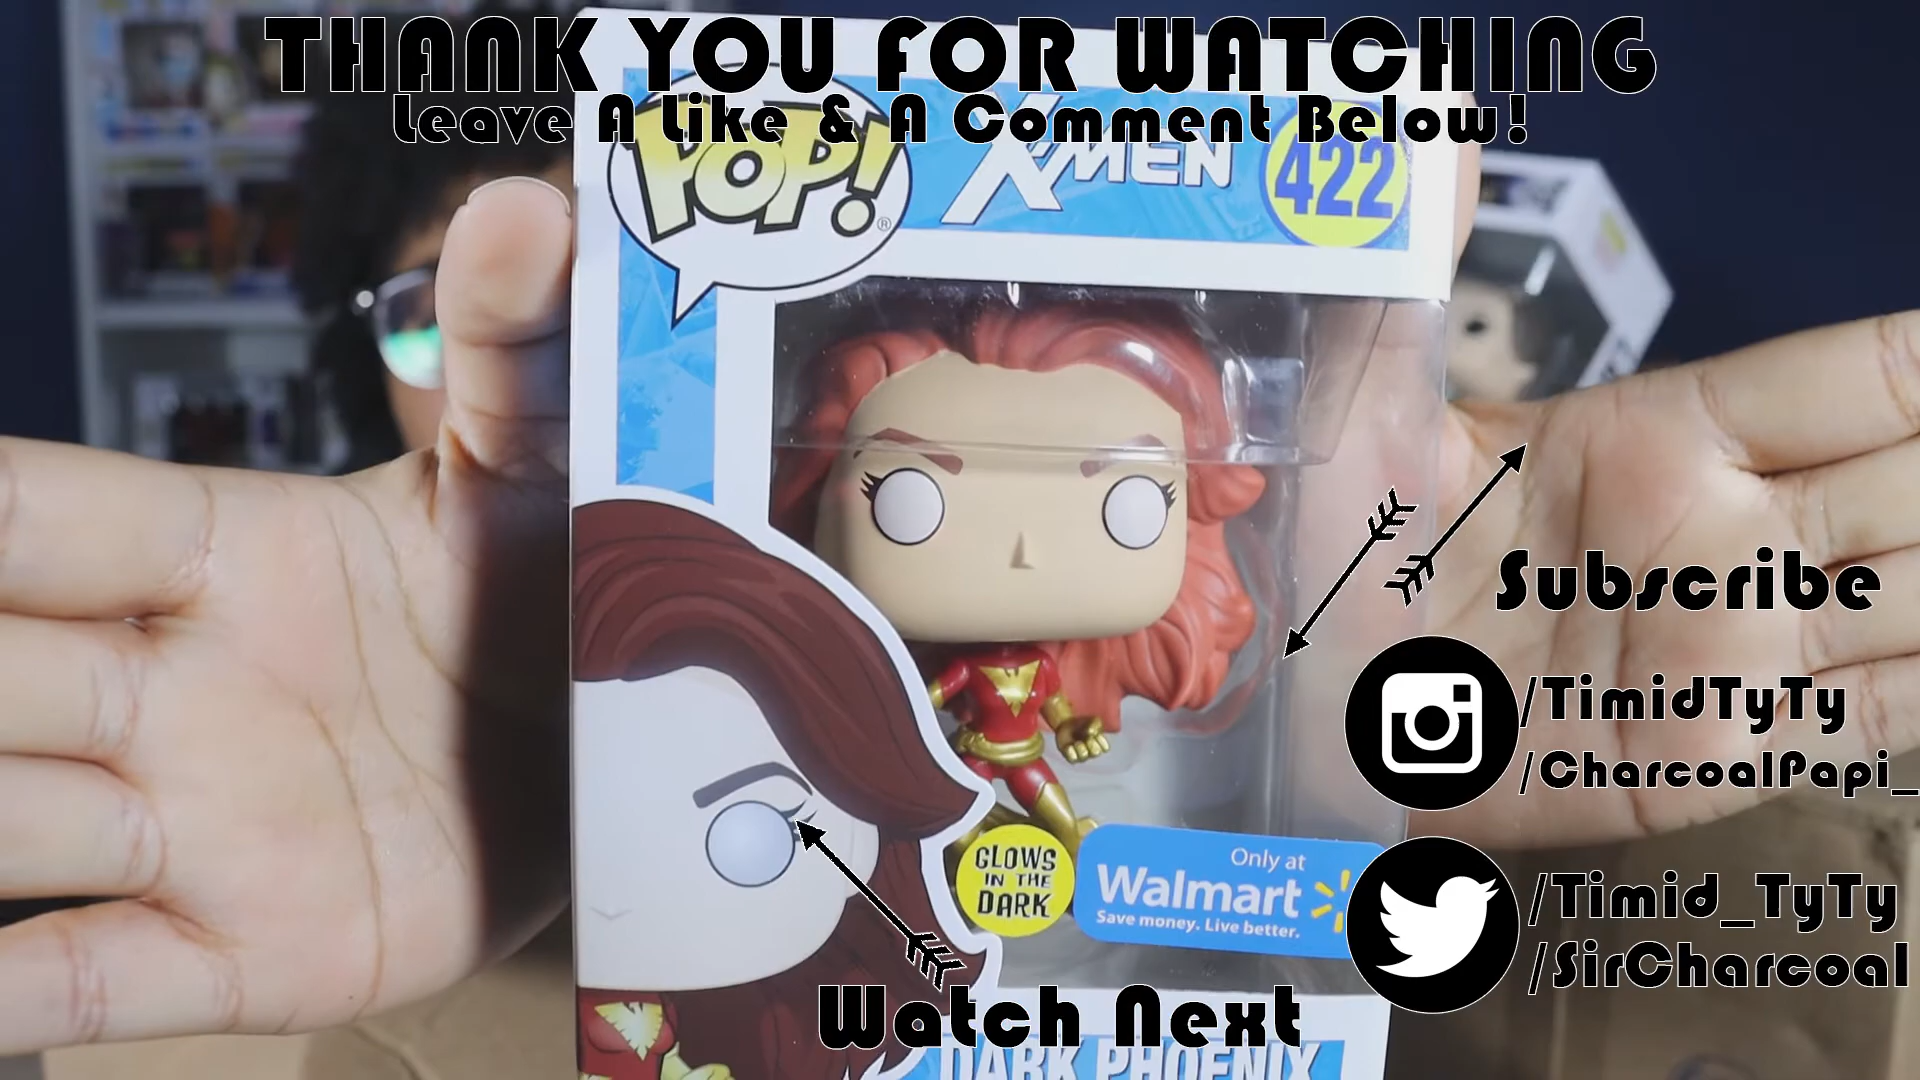 THANK YOU FOR WATCHING
Leave A Like & A Comment Below!
POP!
®
X-MEN
422
Subscribe
/TimidTyTy
/CharcoalPapi_
GLOWS
IN THE
DARK
Only at
Walmart
Save money. Live better.
/Timid_TyTy
/SirCharcoal
Watch Next
DARK PHOENIX